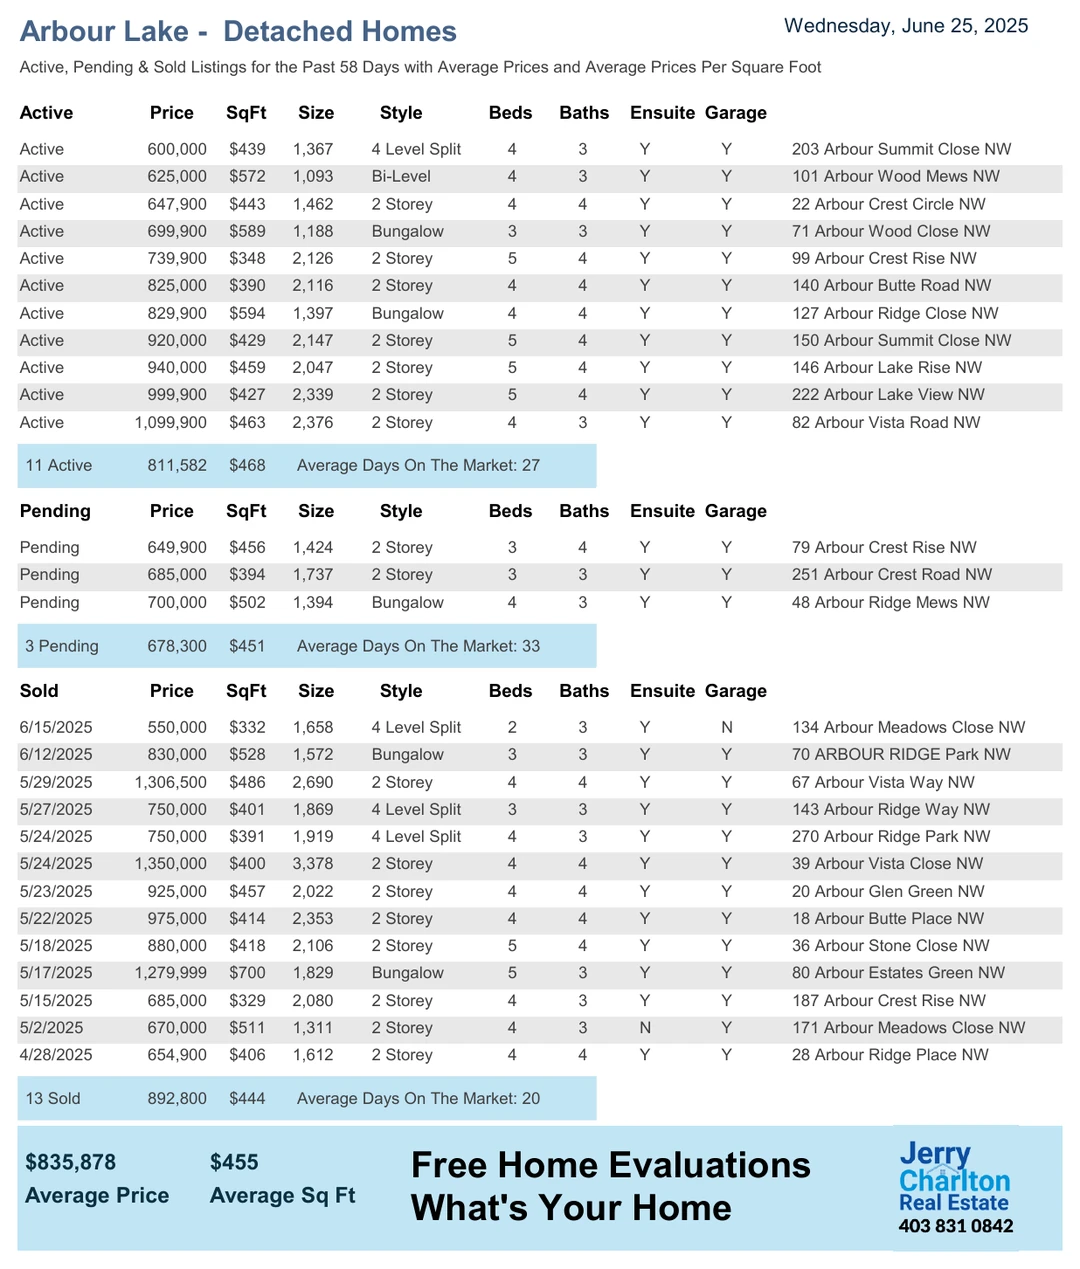 Arbour Lake - Detached Homes
Wednesday, June 25, 2025
Active, Pending & Sold Listings for the Past 58 Days with Average Prices and Average Prices Per Square Foot
Active Price SqFt Size Style Beds Baths Ensuite Garage
Active 600,000 $439 1,367 4 Level Split 4 3 Y Y 203 Arbour Summit Close NW
Active 625,000 $572 1,093 Bi-Level 4 3 Y Y 101 Arbour Wood Mews NW
Active 647,900 $443 1,462 2 Storey 4 4 Y Y 22 Arbour Crest Circle NW
Active 699,900 $589 1,188 Bungalow 3 3 Y Y 71 Arbour Wood Close NW
Active 739,900 $348 2,126 2 Storey 5 4 Y Y 99 Arbour Crest Rise NW
Active 825,000 $390 2,116 2 Storey 4 4 Y Y 140 Arbour Butte Road NW
Active 829,900 $594 1,397 Bungalow 4 4 Y Y 127 Arbour Ridge Close NW
Active 920,000 $429 2,147 2 Storey 5 4 Y Y 150 Arbour Summit Close NW
Active 940,000 $459 2,047 2 Storey 5 4 Y Y 146 Arbour Lake Rise NW
Active 999,900 $427 2,339 2 Storey 5 4 Y Y 222 Arbour Lake View NW
Active 1,099,900 $463 2,376 2 Storey 4 3 Y Y 82 Arbour Vista Road NW
11 Active 811,582 $468 Average Days On The Market: 27
Pending Price SqFt Size Style Beds Baths Ensuite Garage
Pending 649,900 $456 1,424 2 Storey 3 4 Y Y 79 Arbour Crest Rise NW
Pending 685,000 $394 1,737 2 Storey 3 3 Y Y 251 Arbour Crest Road NW
Pending 700,000 $502 1,394 Bungalow 4 3 Y Y 48 Arbour Ridge Mews NW
3 Pending 678,300 $451 Average Days On The Market: 33
Sold Price SqFt Size Style Beds Baths Ensuite Garage
6/15/2025 550,000 $332 1,658 4 Level Split 2 3 Y N 134 Arbour Meadows Close NW
6/12/2025 830,000 $528 1,572 Bungalow 3 3 Y Y 70 ARBOUR RIDGE Park NW
5/29/2025 1,306,500 $486 2,690 2 Storey 4 4 Y Y 67 Arbour Vista Way NW
5/27/2025 750,000 $401 1,869 4 Level Split 3 3 Y Y 143 Arbour Ridge Way NW
5/24/2025 750,000 $391 1,919 4 Level Split 4 3 Y Y 270 Arbour Ridge Park NW
5/24/2025 1,350,000 $400 3,378 2 Storey 4 4 Y Y 39 Arbour Vista Close NW
5/23/2025 925,000 $457 2,022 2 Storey 4 4 Y Y 20 Arbour Glen Green NW
5/22/2025 975,000 $414 2,353 2 Storey 4 4 Y Y 18 Arbour Butte Place NW
5/18/2025 880,000 $418 2,106 2 Storey 5 4 Y Y 36 Arbour Stone Close NW
5/17/2025 1,279,999 $700 1,829 Bungalow 5 3 Y Y 80 Arbour Estates Green NW
5/15/2025 685,000 $329 2,080 2 Storey 4 3 Y Y 187 Arbour Crest Rise NW
5/2/2025 670,000 $511 1,311 2 Storey 4 3 N Y 171 Arbour Meadows Close NW
4/28/2025 654,900 $406 1,612 2 Storey 4 4 Y Y 28 Arbour Ridge Place NW
13 Sold 892,800 $444 Average Days On The Market: 20
$835,878 $455
Average Price Average Sq Ft
Free Home Evaluations
What's Your Home
Jerry
Charlton
Real Estate
403 831 0842